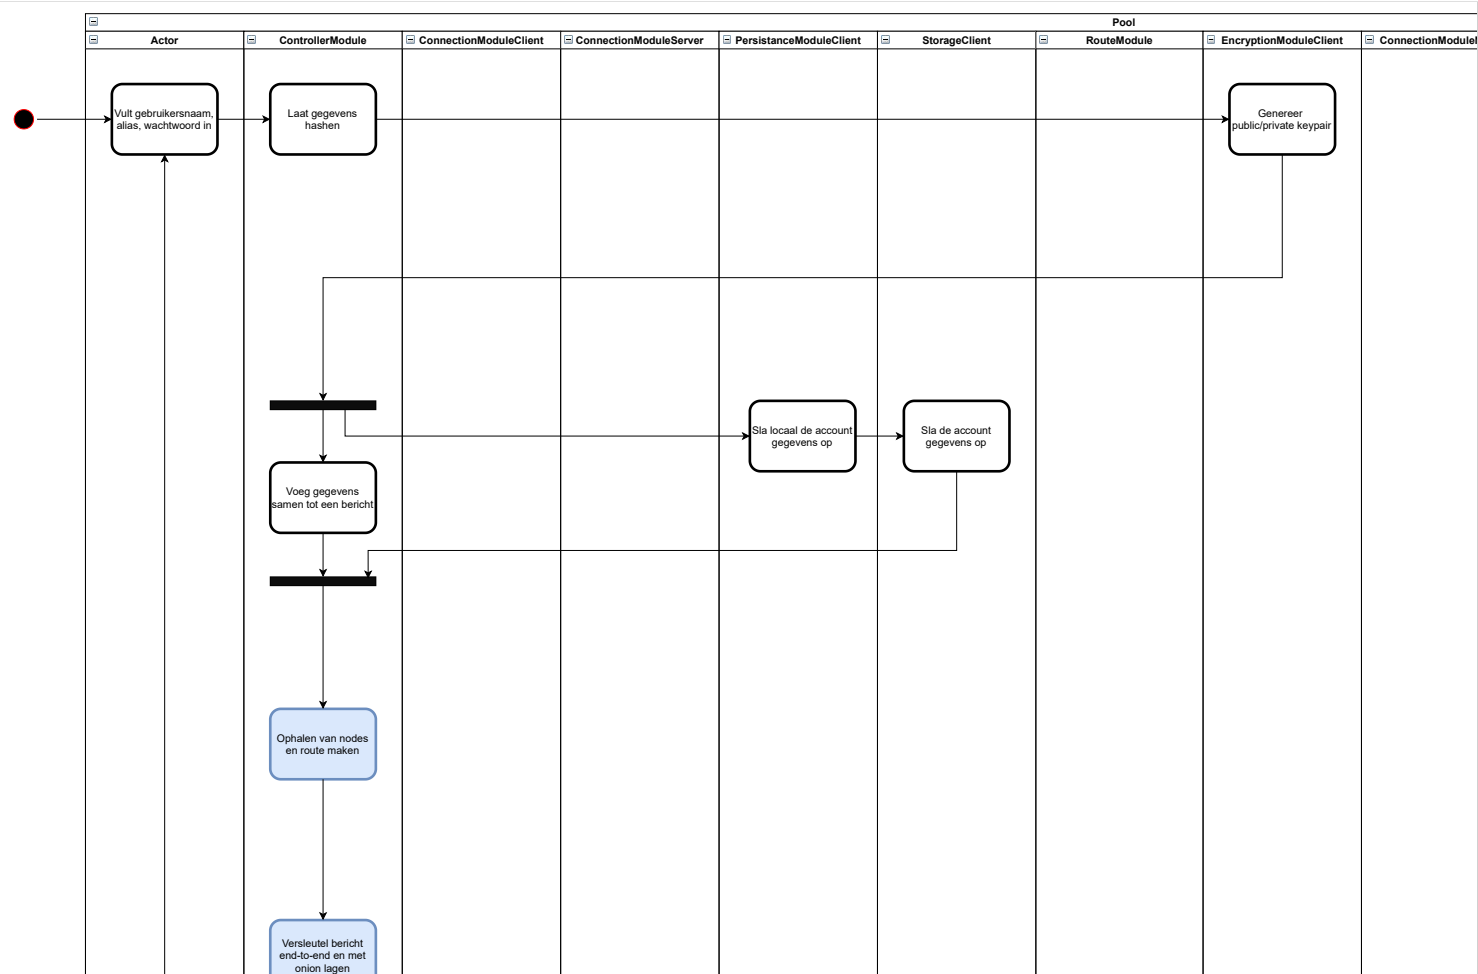 Pool
Actor
ControllerModule
ConnectionModuleClient
ConnectionModuleServer
PersistanceModuleClient
StorageClient
RouteModule
EncryptionModuleClient
ConnectionModule
Vult gebruikersnaam,
alias, wachtwoord in
Laat gegevens
hashen
Genereer
public/private keypair
Sla locaal de account
gegevens op
Sla de account
gegevens op
Voeg gegevens
samen tot een bericht
Ophalen van nodes
en route maken
Versleutel bericht
end-to-end en met
onion lagen